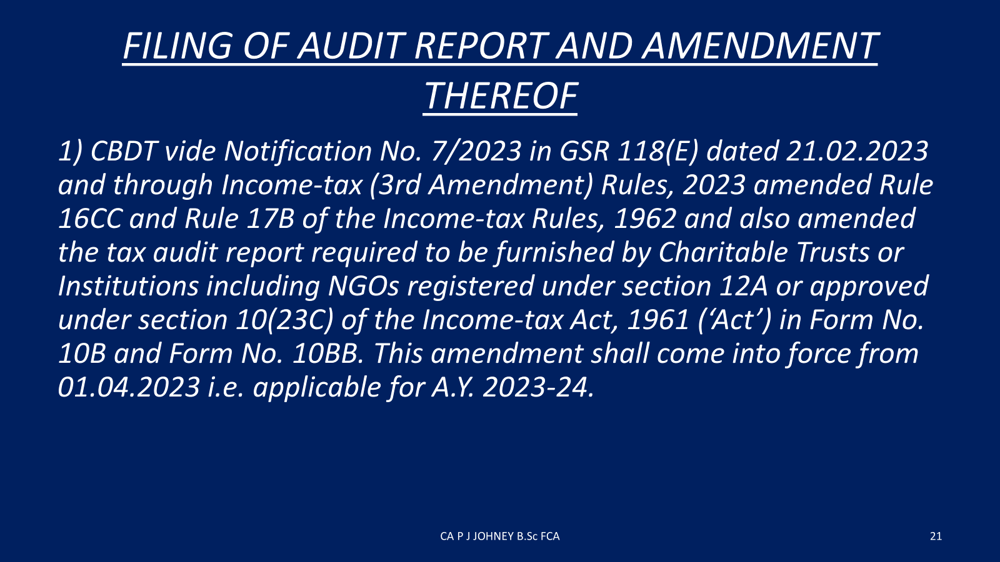 FILING OF AUDIT REPORT AND AMENDMENT
THEREOF
1) CBDT vide Notification No. 7/2023 in GSR 118(E) dated 21.02.2023
and through Income-tax (3rd Amendment) Rules, 2023 amended Rule
16CC and Rule 17B of the Income-tax Rules, 1962 and also amended
the tax audit report required to be furnished by Charitable Trusts or
Institutions including NGOs registered under section 12A or approved
under section 10(23C) of the Income-tax Act, 1961 (‘Act’) in Form No.
10B and Form No. 10BB. This amendment shall come into force from
01.04.2023 i.e. applicable for A.Y. 2023-24.
CA P J JOHNEY B.Sc FCA
21